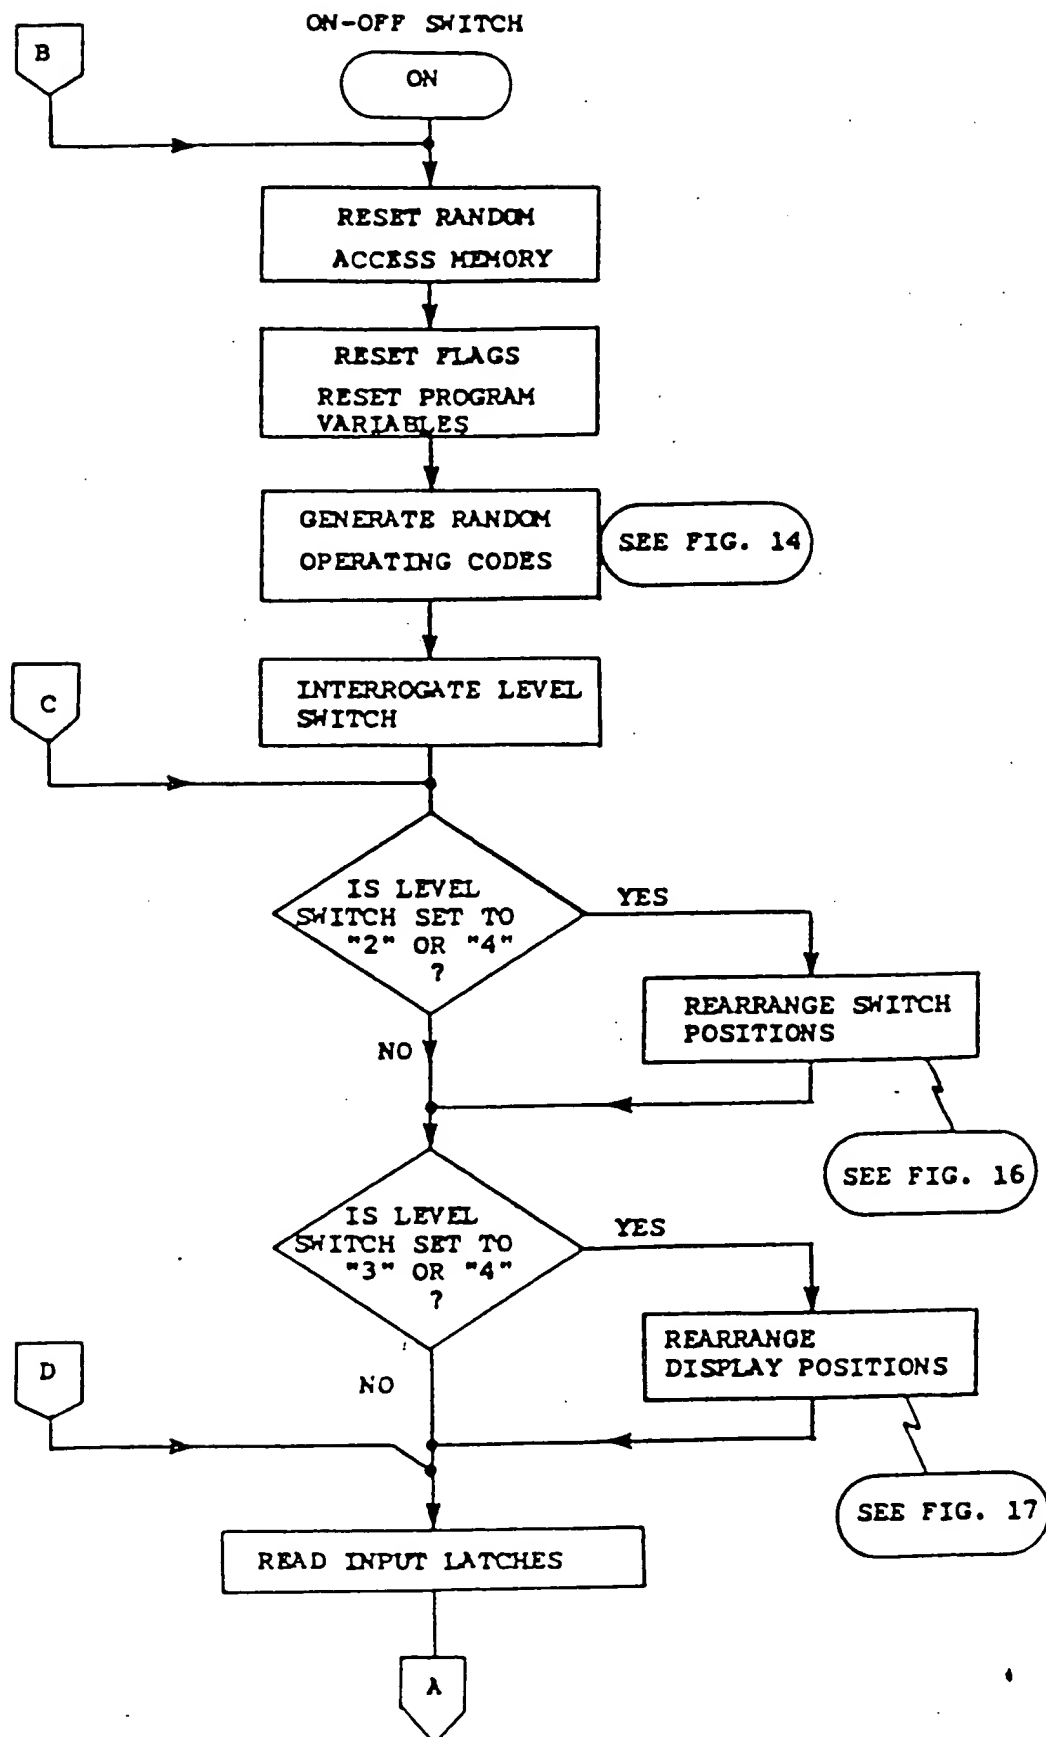 ON-OFF SWITCH
B
ON
RESET RANDOM
ACCESS MEMORY
RESET FLAGS
RESET PROGRAM
VARIABLES
GENERATE RANDOM
OPERATING CODES
SEE FIG. 14
INTERROGATE LEVEL
SWITCH
C
IS LEVEL
SWITCH SET TO
"2" OR "4"
?
YES
REARRANGE SWITCH
POSITIONS
NO
SEE FIG. 16
IS LEVEL
SWITCH SET TO
"3" OR "4"
?
YES
REARRANGE
DISPLAY POSITIONS
D
NO
SEE FIG. 17
READ INPUT LATCHES
A